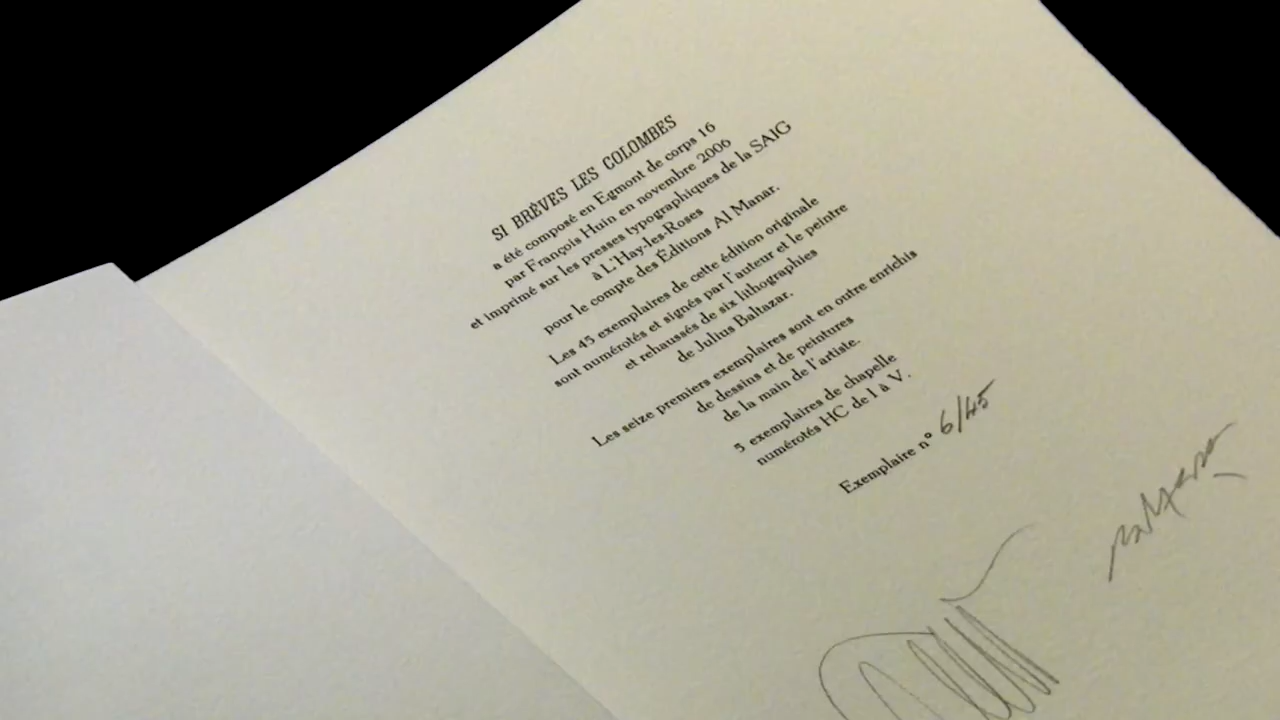 SI BRÈVES LES COLOMBES
a été composé en Egmont de corps 16
par François Huin en novembre 2006
et imprimé sur les presses typographiques de la SAIG
à L'Hay-les-Roses
pour le compte des Éditions Al Manar.
Les 45 exemplaires de cette édition originale
sont numérotés et signés par l'auteur et le peintre
et rehaussés de six lithographies
de Julius Baltazar.
Les seize premiers exemplaires sont en outre enrichis
de dessins et de peintures
de la main de l'artiste.
5 exemplaires de chapelle
numérotés HC de I à V.
Exemplaire n° 6/45